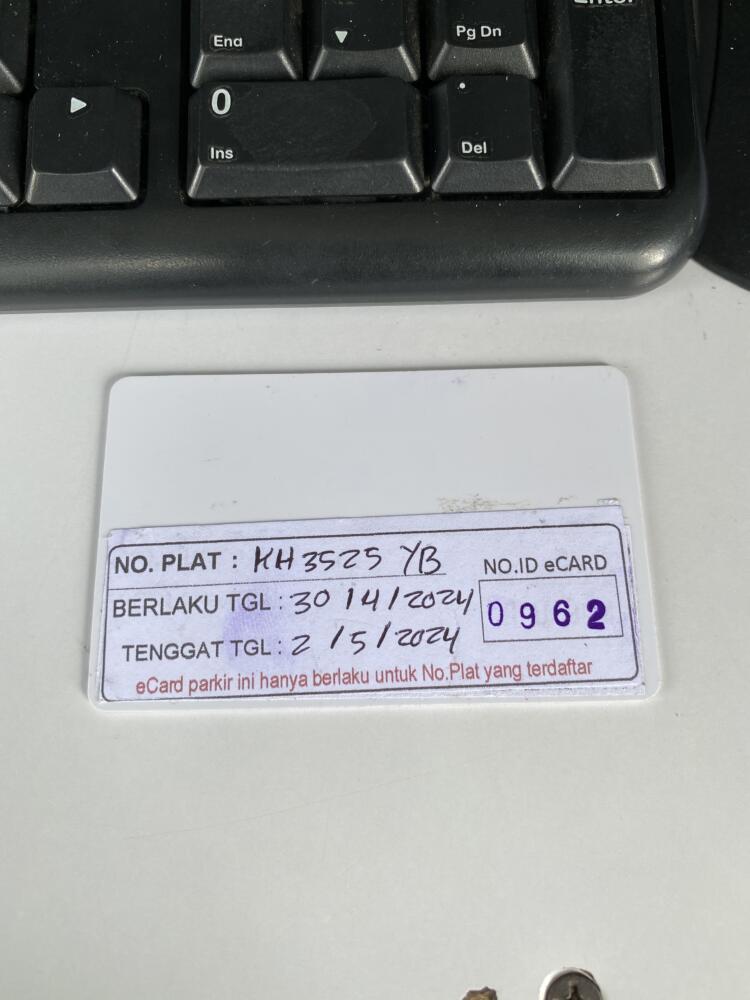 Enter
End
Pg Dn
0
Ins
.
Del
NO. PLAT : KH 3525 YB
NO.ID eCARD
BERLAKU TGL : 30 / 4 / 2024
0962
TENGGAT TGL : 2 / 5 / 2024
eCard parkir ini hanya berlaku untuk No.Plat yang terdaftar